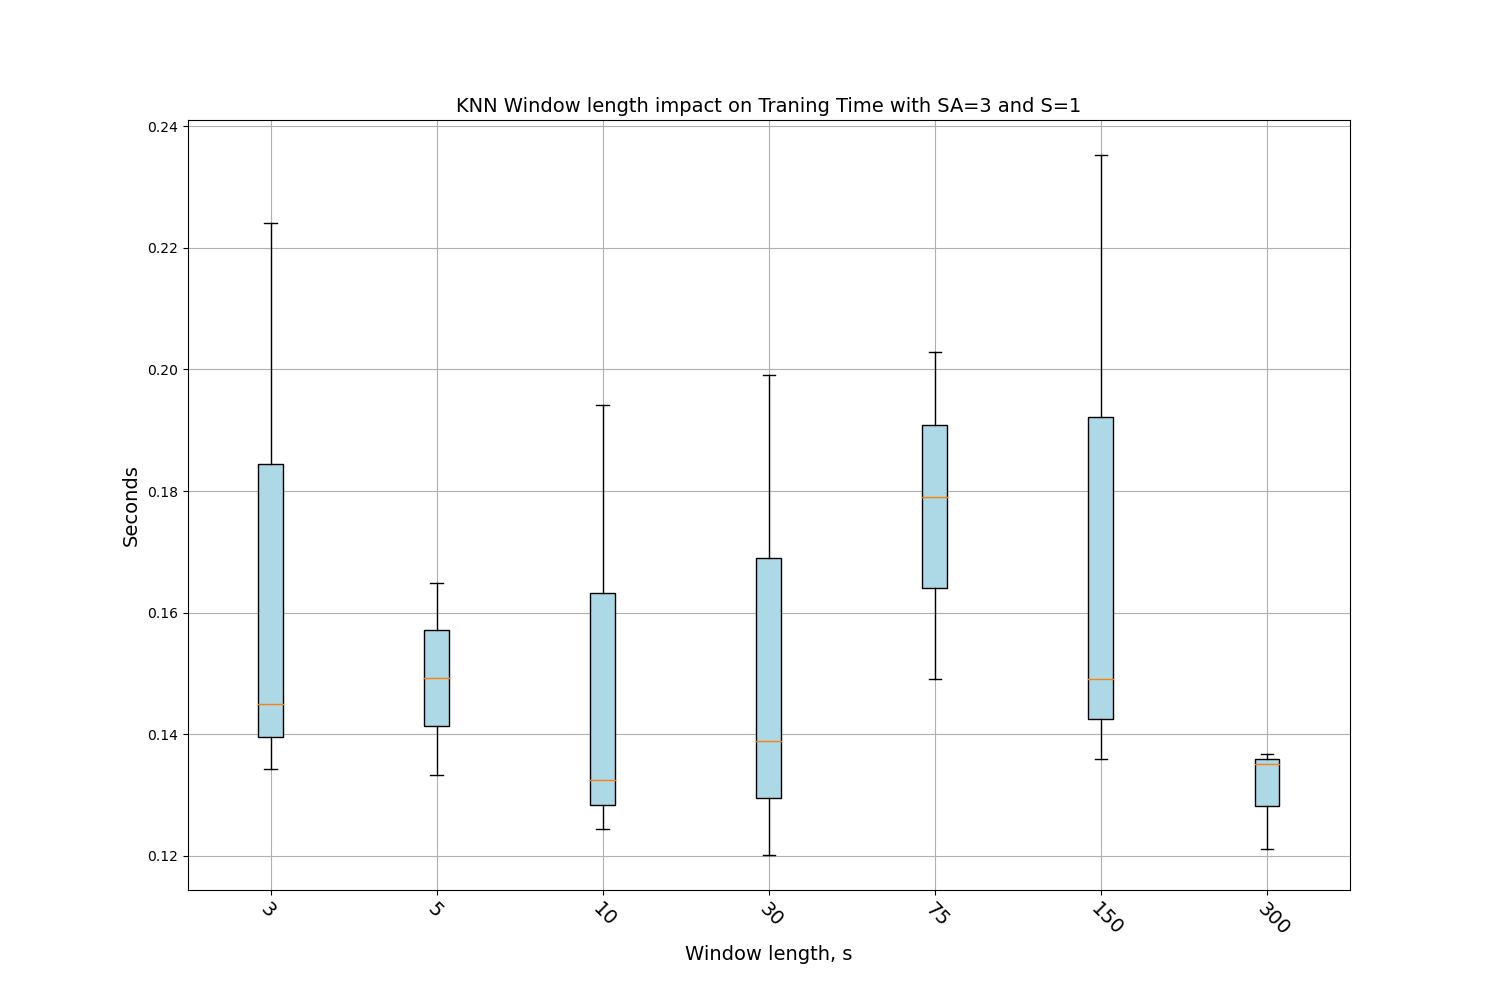 KNN Window length impact on Traning Time with SA=3 and S=1
0.24
0.22
0.20
0.18
0.16
0.14
0.12
Seconds
3 5 10 30 75 150 300
Window length, s